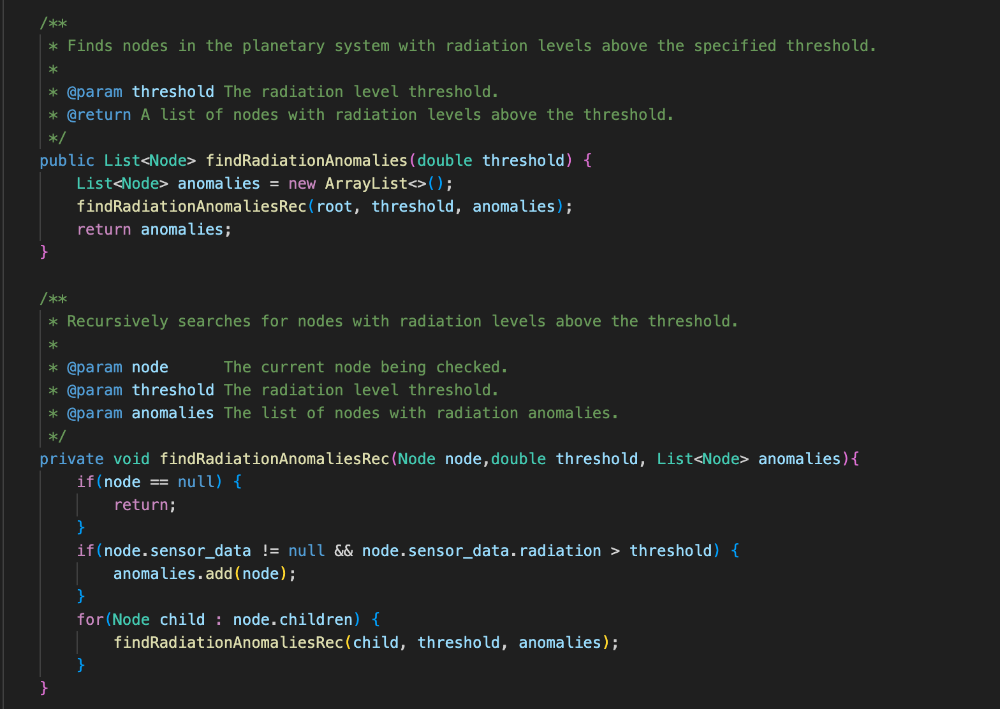 /**
 * Finds nodes in the planetary system with radiation levels above the specified threshold.
 *
 * @param threshold The radiation level threshold.
 * @return A list of nodes with radiation levels above the threshold.
 */
public List<Node> findRadiationAnomalies(double threshold) {
    List<Node> anomalies = new ArrayList<>();
    findRadiationAnomaliesRec(root, threshold, anomalies);
    return anomalies;
}

/**
 * Recursively searches for nodes with radiation levels above the threshold.
 *
 * @param node      The current node being checked.
 * @param threshold The radiation level threshold.
 * @param anomalies The list of nodes with radiation anomalies.
 */
private void findRadiationAnomaliesRec(Node node,double threshold, List<Node> anomalies){
    if(node == null) {
        return;
    }
    if(node.sensor_data != null && node.sensor_data.radiation > threshold) {
        anomalies.add(node);
    }
    for(Node child : node.children) {
        findRadiationAnomaliesRec(child, threshold, anomalies);
    }
}